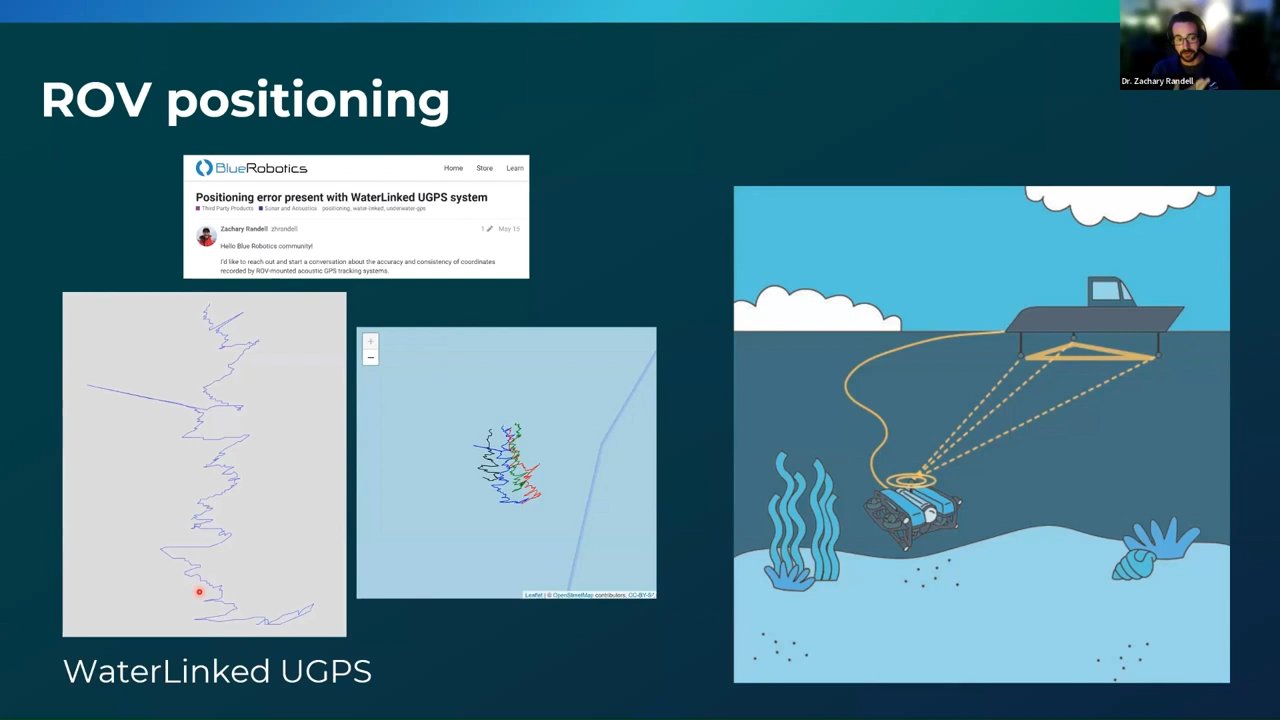 Dr. Zachary Randell
ROV positioning
BlueRobotics
Home Store Learn
Positioning error present with WaterLinked UGPS system
Third Party Products Sonar and Acoustics positioning, water-linked, underwater-gps
Zachary Randell zhrandell 1 May 15
Hello Blue Robotics community!
I'd like to reach out and start a conversation about the accuracy and consistency of coordinates
recorded by ROV-mounted acoustic GPS tracking systems.
+
−
Leaflet | © OpenStreetMap contributors, CC-BY-S
WaterLinked UGPS